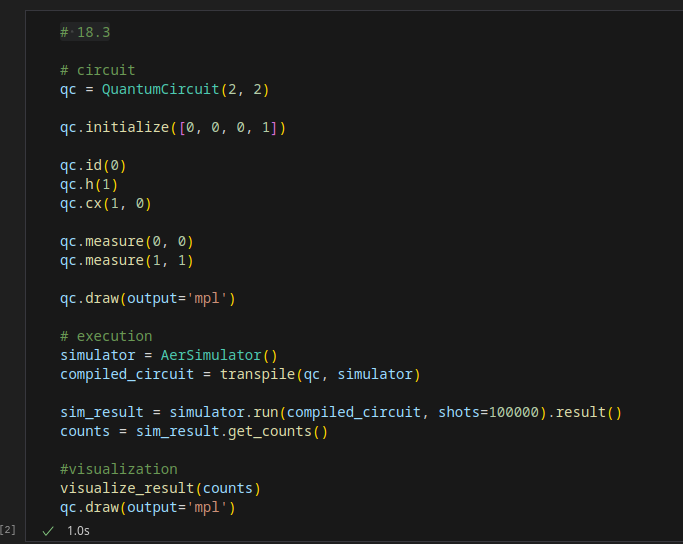 # 18.3
# circuit
qc = QuantumCircuit(2, 2)
qc.initialize([0, 0, 0, 1])
qc.id(0)
qc.h(1)
qc.cx(1, 0)
qc.measure(0, 0)
qc.measure(1, 1)
qc.draw(output='mpl')
# execution
simulator = AerSimulator()
compiled_circuit = transpile(qc, simulator)
sim_result = simulator.run(compiled_circuit, shots=100000).result()
counts = sim_result.get_counts()
#visualization
visualize_result(counts)
qc.draw(output='mpl')
[2] ✓ 1.0s